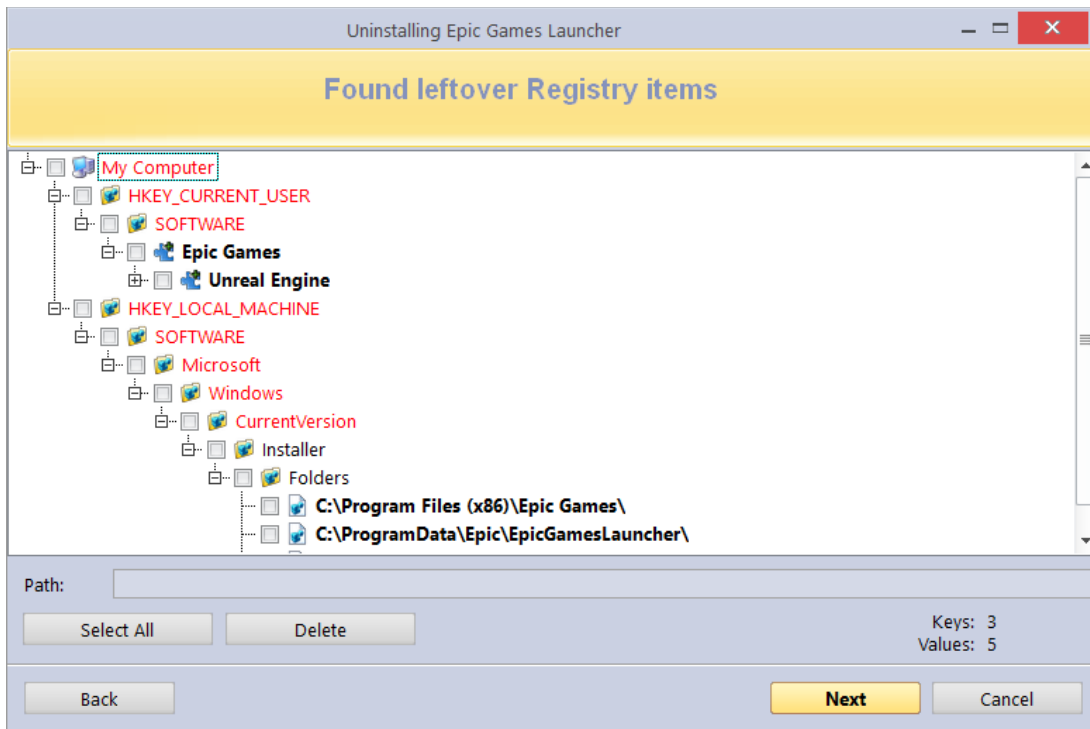 Uninstalling Epic Games Launcher
Found leftover Registry items
My Computer
HKEY_CURRENT_USER
SOFTWARE
Epic Games
Unreal Engine
HKEY_LOCAL_MACHINE
SOFTWARE
Microsoft
Windows
CurrentVersion
Installer
Folders
C:\Program Files (x86)\Epic Games\
C:\ProgramData\Epic\EpicGamesLauncher\
Path:
Select All Delete Keys: 3
Values: 5
Back Next Cancel